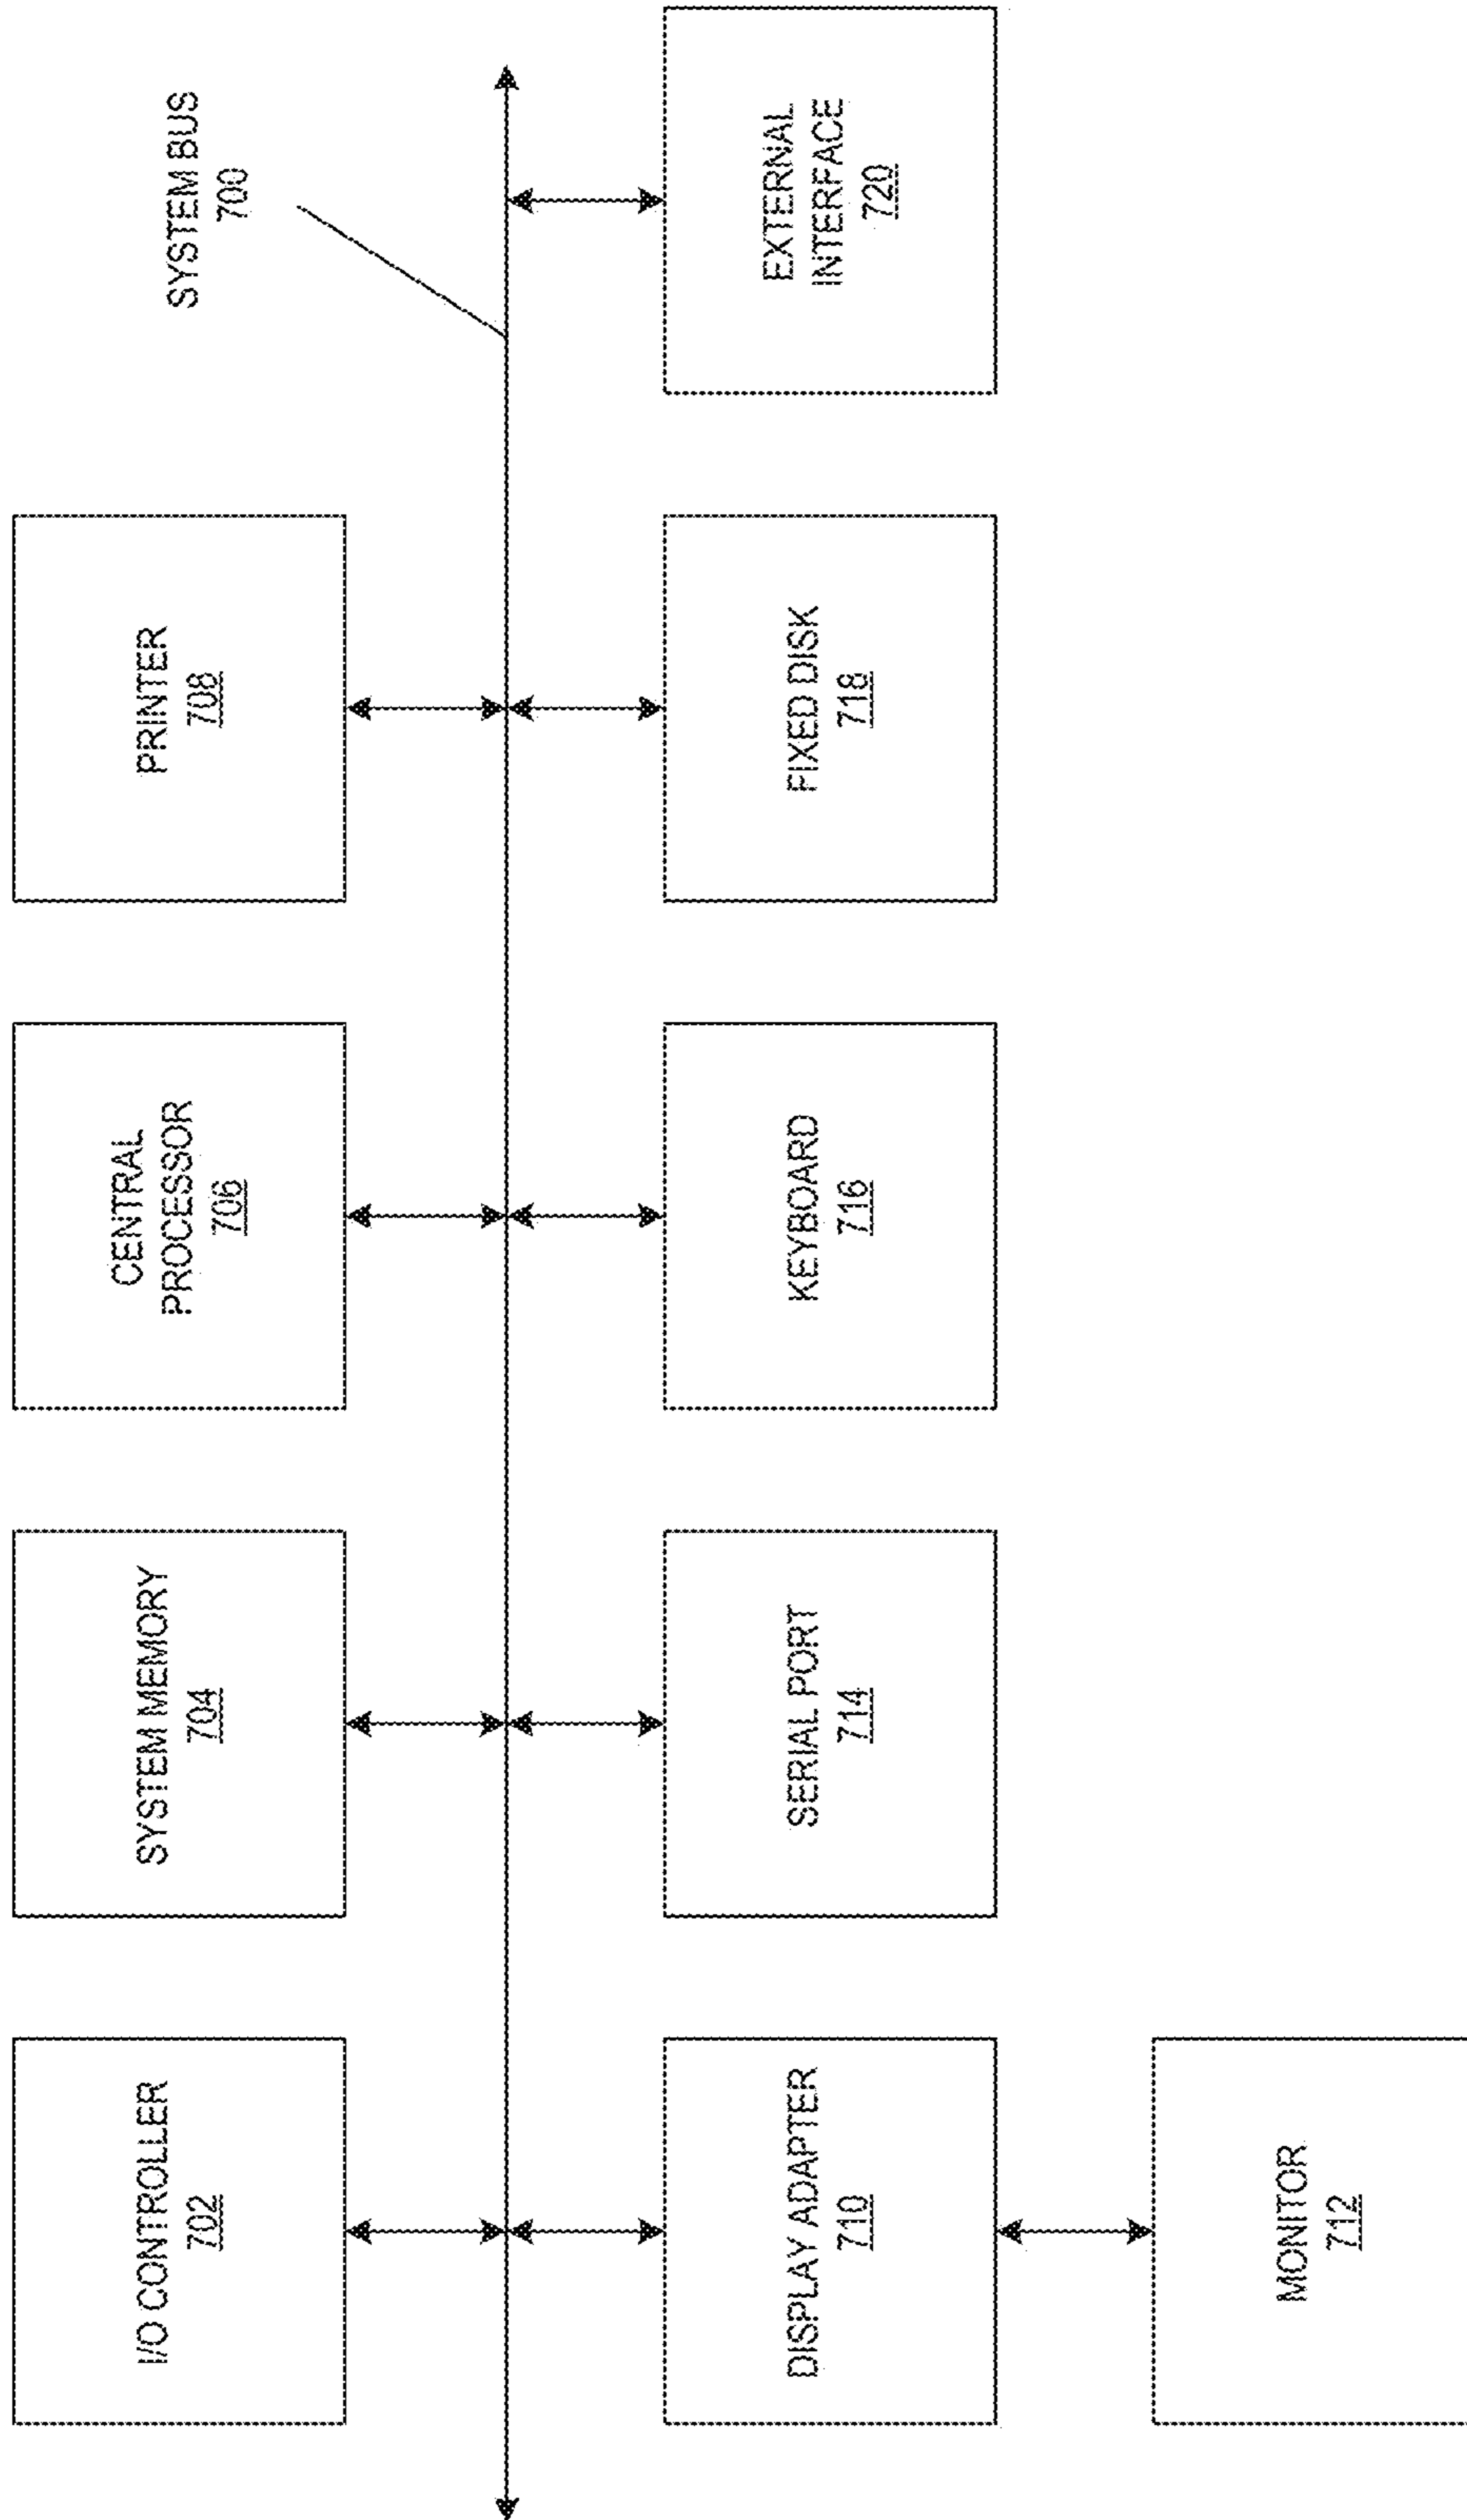 I/O CONTROLLER
702
SYSTEM MEMORY
704
CENTRAL
PROCESSOR
706
PRINTER
708
SYSTEM BUS
700
DISPLAY ADAPTER
710
SERIAL PORT
714
KEYBOARD
716
FIXED DISK
718
EXTERNAL
INTERFACE
720
MONITOR
712